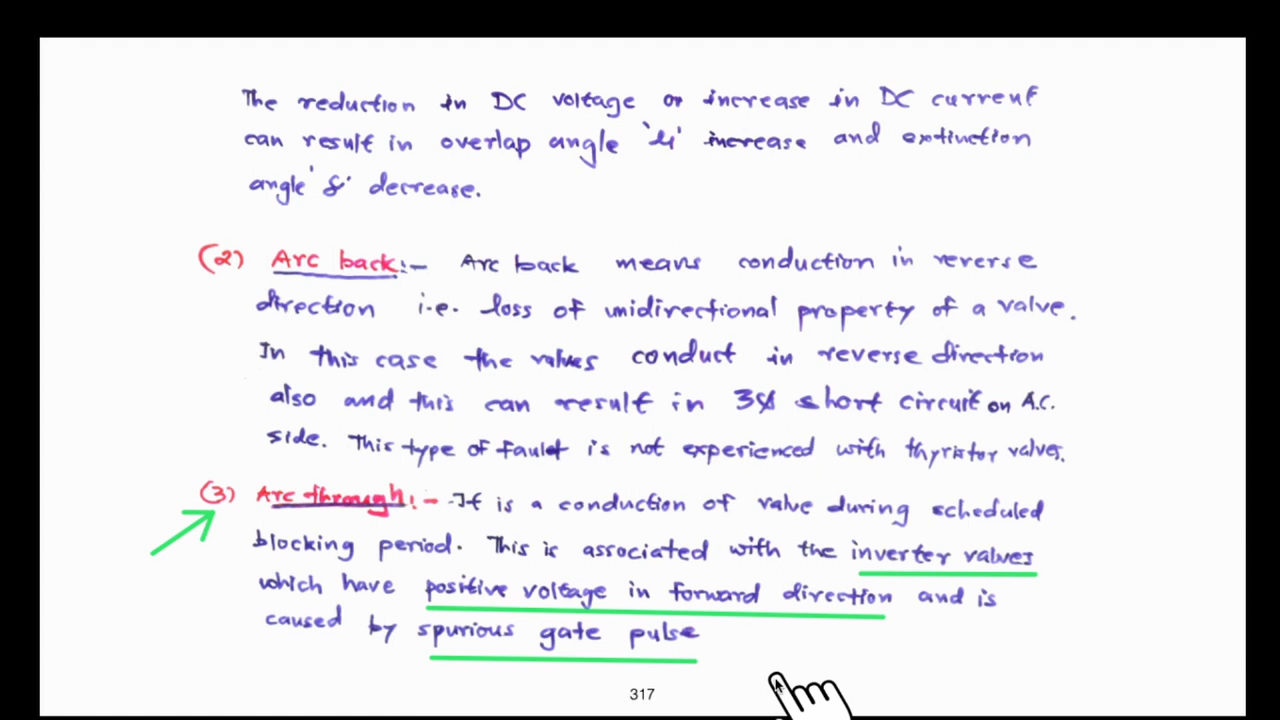 The reduction in DC voltage or increase in DC current
can result in overlap angle 'μ' increase and extinction
angle 'δ' decrease.
(2) Arc back:- Arc back means conduction in reverse
direction i.e. loss of unidirectional property of a valve.
In this case the valves conduct in reverse direction
also and this can result in 3ϕ short circuit on A.C.
side. This type of fault is not experienced with thyristor valves.
(3) Arc through:- It is a conduction of valve during scheduled
blocking period. This is associated with the inverter valves
which have positive voltage in forward direction and is
caused by spurious gate pulse
317